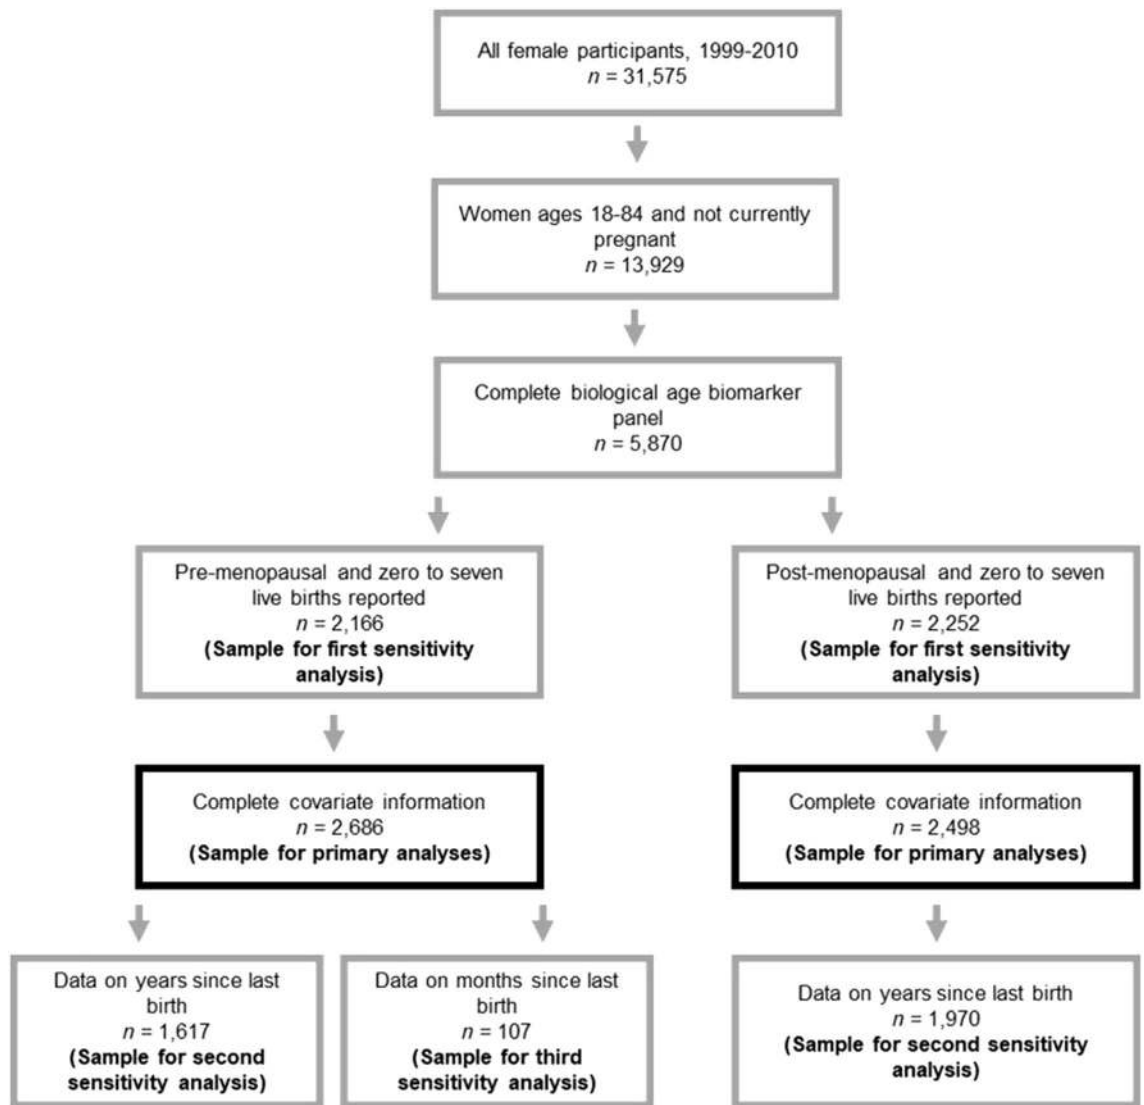 All female participants, 1999-2010
n = 31,575
Women ages 18-84 and not currently
pregnant
n = 13,929
Complete biological age biomarker
panel
n = 5,870
Pre-menopausal and zero to seven
live births reported
n = 2,166
(Sample for first sensitivity
analysis)
Post-menopausal and zero to seven
live births reported
n = 2,252
(Sample for first sensitivity
analysis)
Complete covariate information
n = 2,686
(Sample for primary analyses)
Complete covariate information
n = 2,498
(Sample for primary analyses)
Data on years since last
birth
n = 1,617
(Sample for second
sensitivity analysis)
Data on months since last
birth
n = 107
(Sample for third
sensitivity analysis)
Data on years since last birth
n = 1,970
(Sample for second sensitivity
analysis)